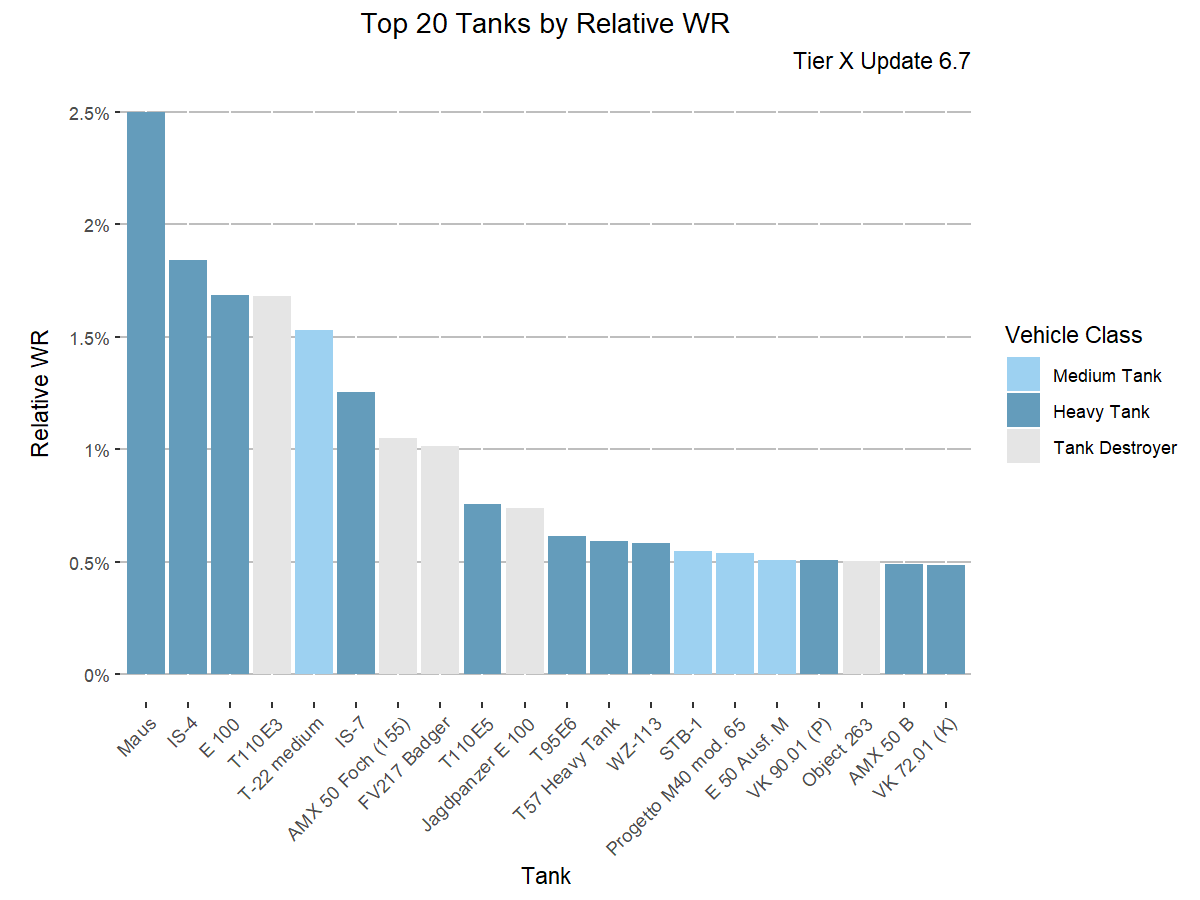 Top 20 Tanks by Relative WR
Tier X Update 6.7
Relative WR
2.5%
2%
1.5%
1%
0.5%
0%
Maus
IS-4
E 100
T110E3
T-22 medium
IS-7
AMX 50 Foch (155)
FV217 Badger
T110E5
Jagdpanzer E 100
T95E6
T57 Heavy Tank
WZ-113
STB-1
Progetto M40 mod. 65
E 50 Ausf. M
VK 90.01 (P)
Object 263
AMX 50 B
VK 72.01 (K)
Tank
Vehicle Class
Medium Tank
Heavy Tank
Tank Destroyer